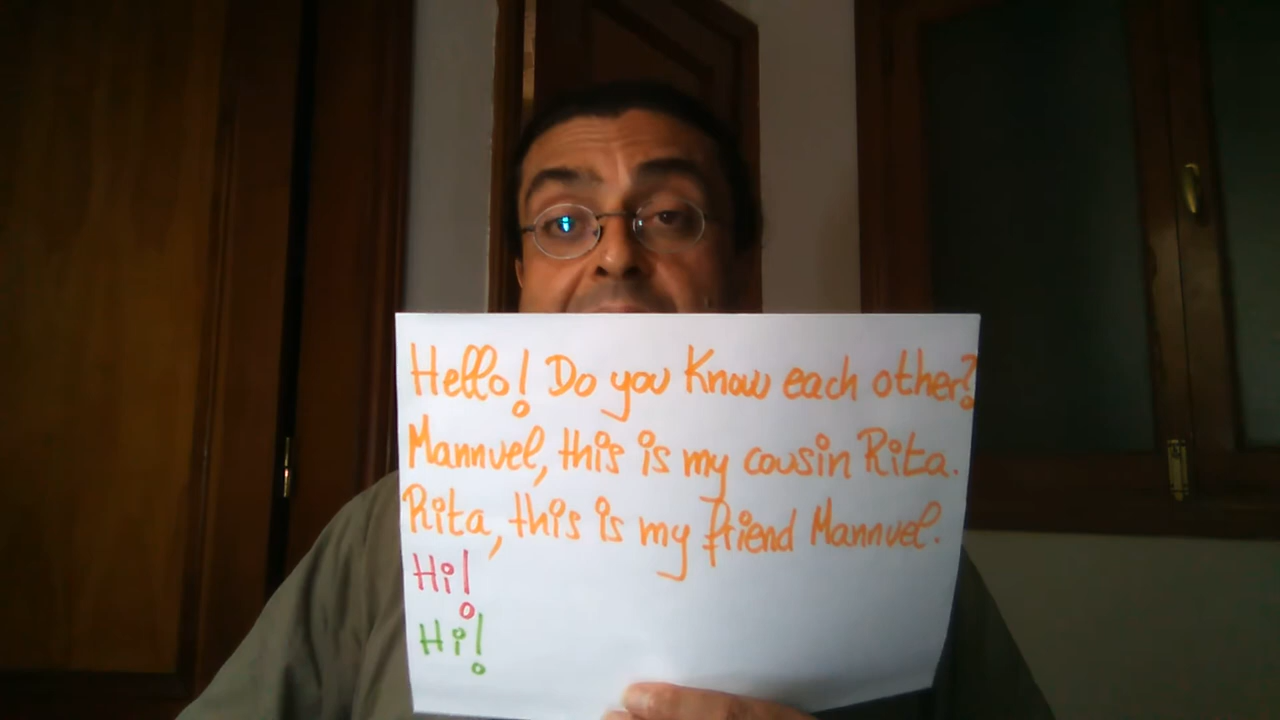 Hello! Do you know each other?
Mannuel, this is my cousin Rita.
Rita, this is my friend Mannuel.
Hi!
Hi!